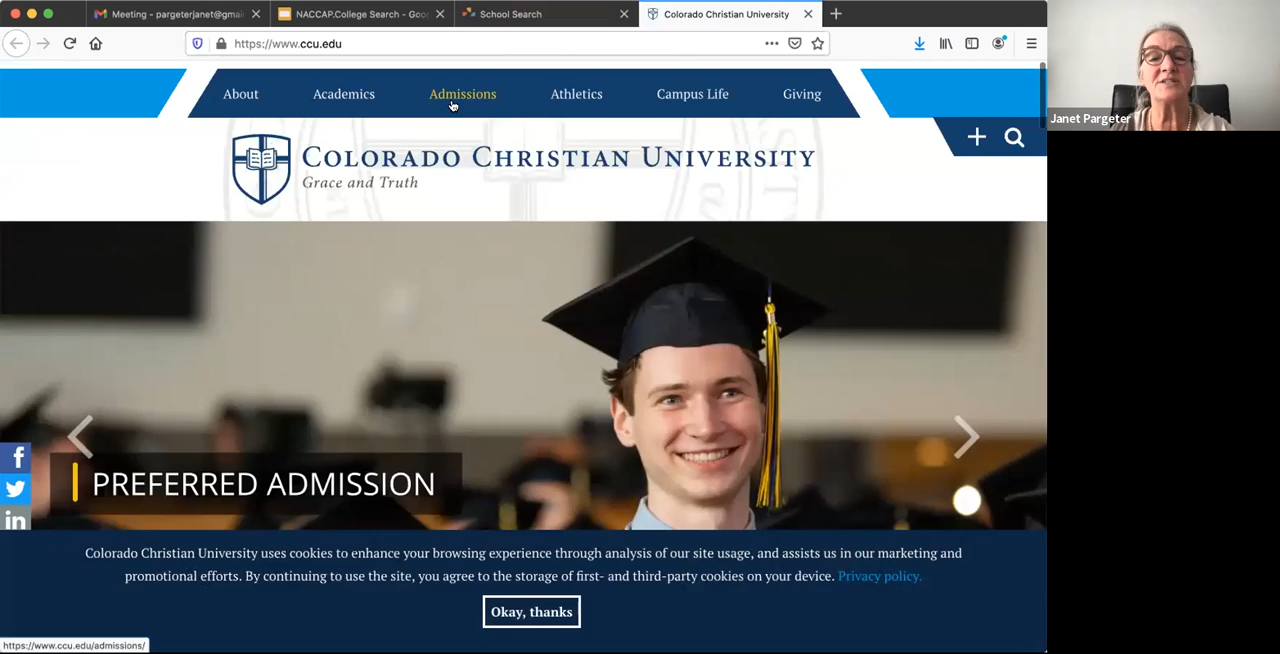 Meeting - pargeterjanet@gmai
NACCAP.College Search - Goo
School Search
Colorado Christian University
https://www.ccu.edu
About
Academics
Admissions
Athletics
Campus Life
Giving
Janet Pargeter
COLORADO CHRISTIAN UNIVERSITY
Grace and Truth
PREFERRED ADMISSION
Colorado Christian University uses cookies to enhance your browsing experience through analysis of our site usage, and assists us in our marketing and
promotional efforts. By continuing to use the site, you agree to the storage of first- and third-party cookies on your device. Privacy policy.
Okay, thanks
https://www.ccu.edu/admissions/